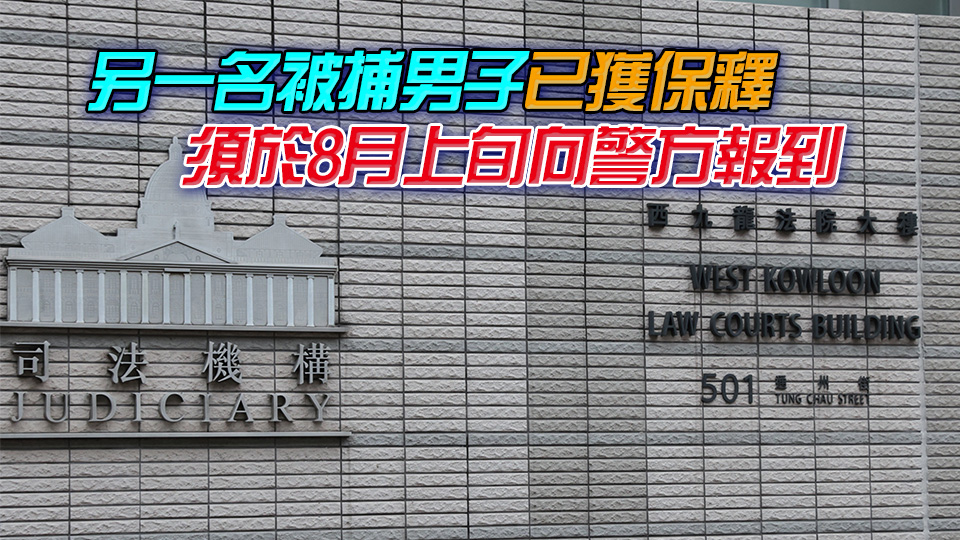 另一名被捕男子已獲保釋
須於8月上旬向警方報到
西九龍法院大樓
WEST KOWLOON
LAW COURTS BUILDING
501 通州街
TUNG CHAU STREET
司法機構
JUDICIARY